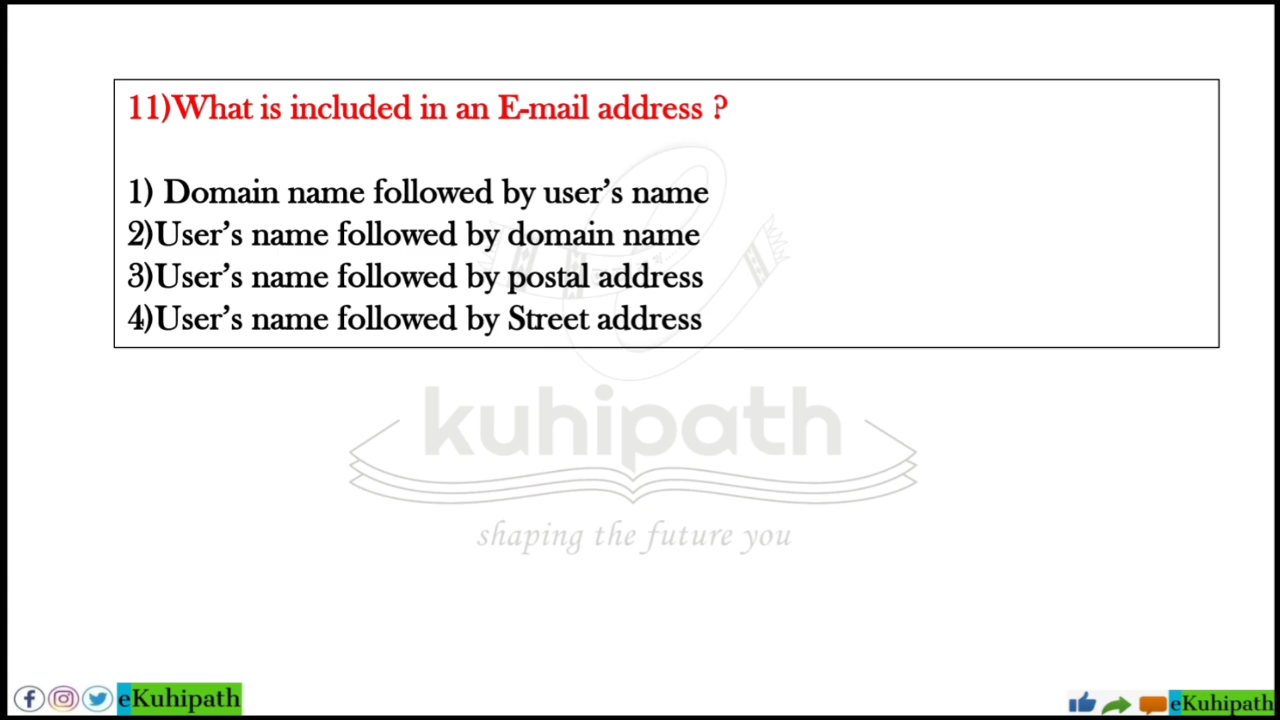 11)What is included in an E-mail address ?
1) Domain name followed by user's name
2)User's name followed by domain name
3)User's name followed by postal address
4)User's name followed by Street address
kuhipath
shaping the future you
eKuhipath
eKuhipath